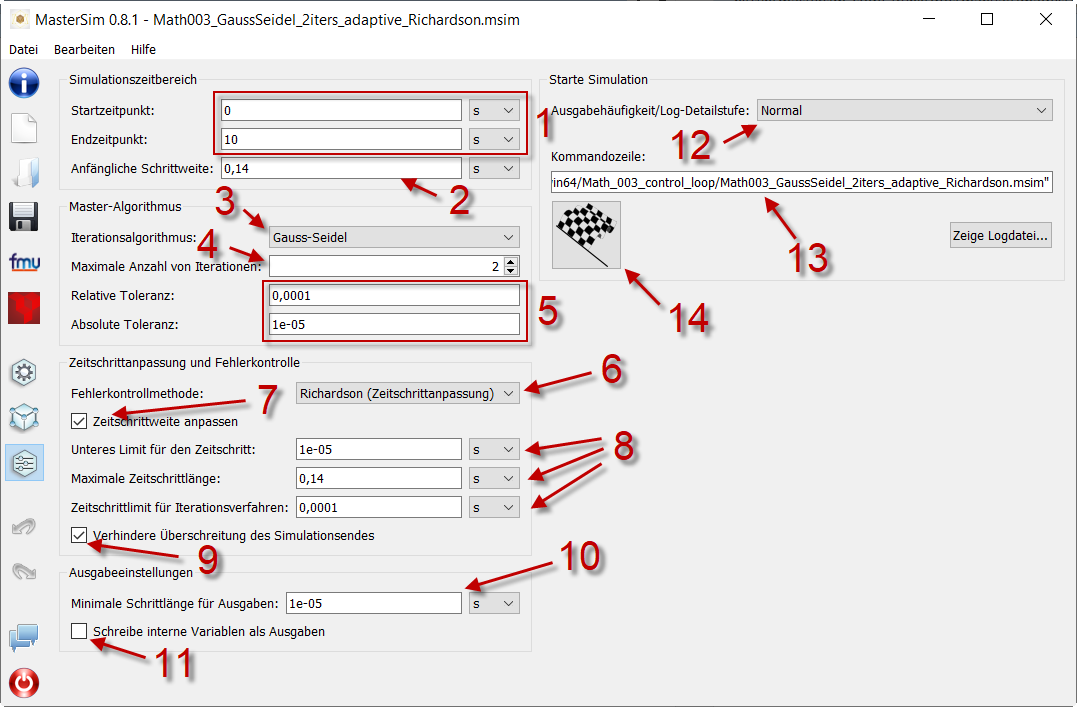 MasterSim 0.8.1 - Math003_GaussSeidel_2iters_adaptive_Richardson.msim
Datei Bearbeiten Hilfe
Simulationszeitbereich
Startzeitpunkt: 0 s
Endzeitpunkt: 10 s
1
Anfängliche Schrittweite: 0,14 s
2
Master-Algorithmus
3
Iterationsalgorithmus: Gauss-Seidel
4
Maximale Anzahl von Iterationen: 2
Relative Toleranz: 0,0001
Absolute Toleranz: 1e-05
5
Zeitschrittanpassung und Fehlerkontrolle
Fehlerkontrollmethode: Richardson (Zeitschrittanpassung)
6
7
Zeitschrittweite anpassen
Unteres Limit für den Zeitschritt: 1e-05 s
Maximale Zeitschrittlänge: 0,14 s
Zeitschrittlimit für Iterationsverfahren: 0,0001 s
8
Verhindere Überschreitung des Simulationsendes
9
Ausgabeeinstellungen
10
Minimale Schrittlänge für Ausgaben: 1e-05 s
Schreibe interne Variablen als Ausgaben
11
Starte Simulation
Ausgabehäufigkeit/Log-Detailstufe: Normal
12
Kommandozeile:
in64/Math_003_control_loop/Math003_GaussSeidel_2iters_adaptive_Richardson.msim"
13
Zeige Logdatei...
14
fmu